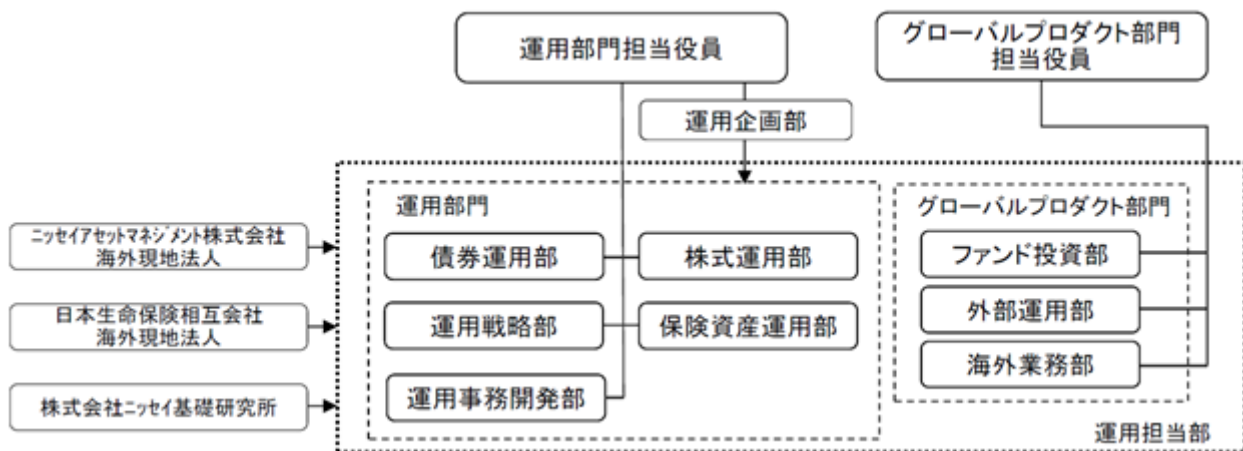 運用部門担当役員
グローバルプロダクト部門
担当役員
運用企画部
運用部門
グローバルプロダクト部門
ニッセイアセットマネジメント株式会社
海外現地法人
債券運用部
株式運用部
ファンド投資部
日本生命保険相互会社
海外現地法人
運用戦略部
保険資産運用部
外部運用部
海外業務部
株式会社ニッセイ基礎研究所
運用事務開発部
運用担当部